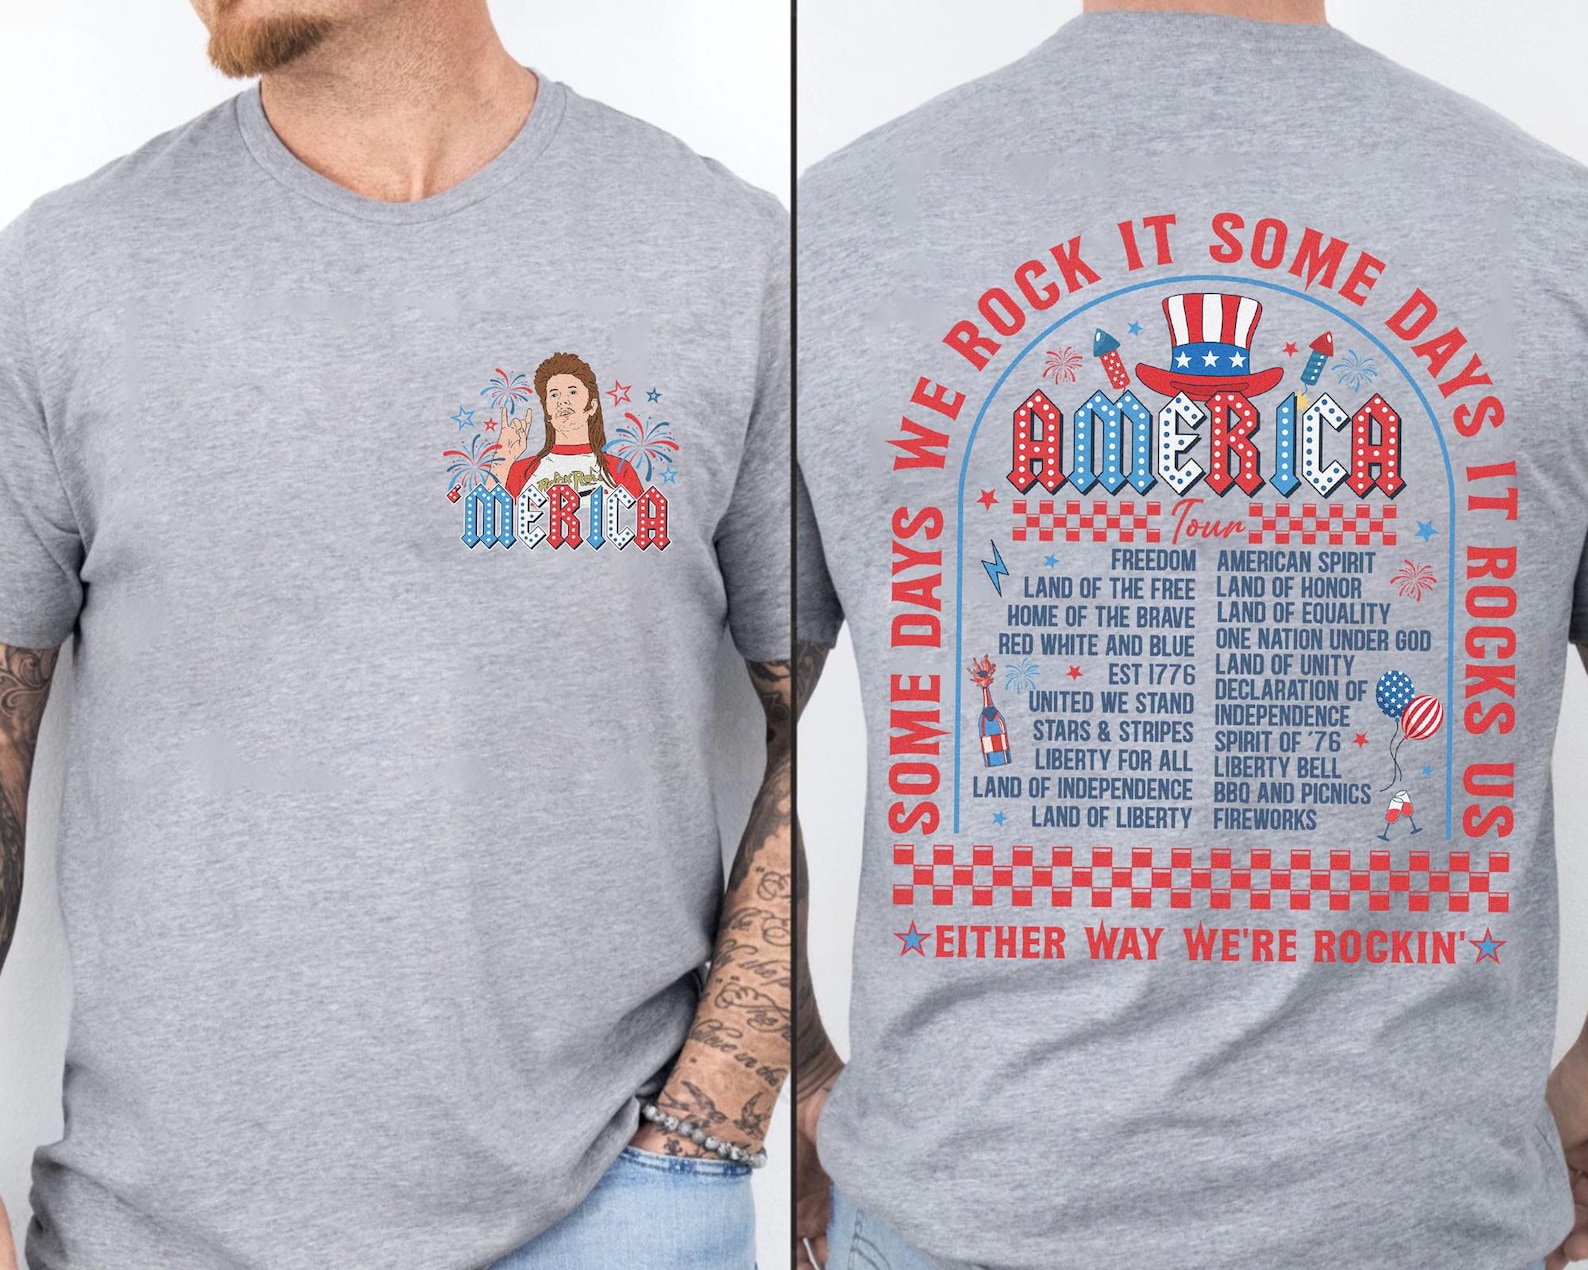 'MERICA
SOME DAYS WE ROCK IT SOME DAYS IT ROCKS US
AMERICA
Tour
FREEDOM
LAND OF THE FREE
HOME OF THE BRAVE
RED WHITE AND BLUE
EST 1776
UNITED WE STAND
STARS & STRIPES
LIBERTY FOR ALL
LAND OF INDEPENDENCE
LAND OF LIBERTY
AMERICAN SPIRIT
LAND OF HONOR
LAND OF EQUALITY
ONE NATION UNDER GOD
LAND OF UNITY
DECLARATION OF
INDEPENDENCE
SPIRIT OF '76
LIBERTY BELL
BBQ AND PICNICS
FIREWORKS
EITHER WAY WE'RE ROCKIN'